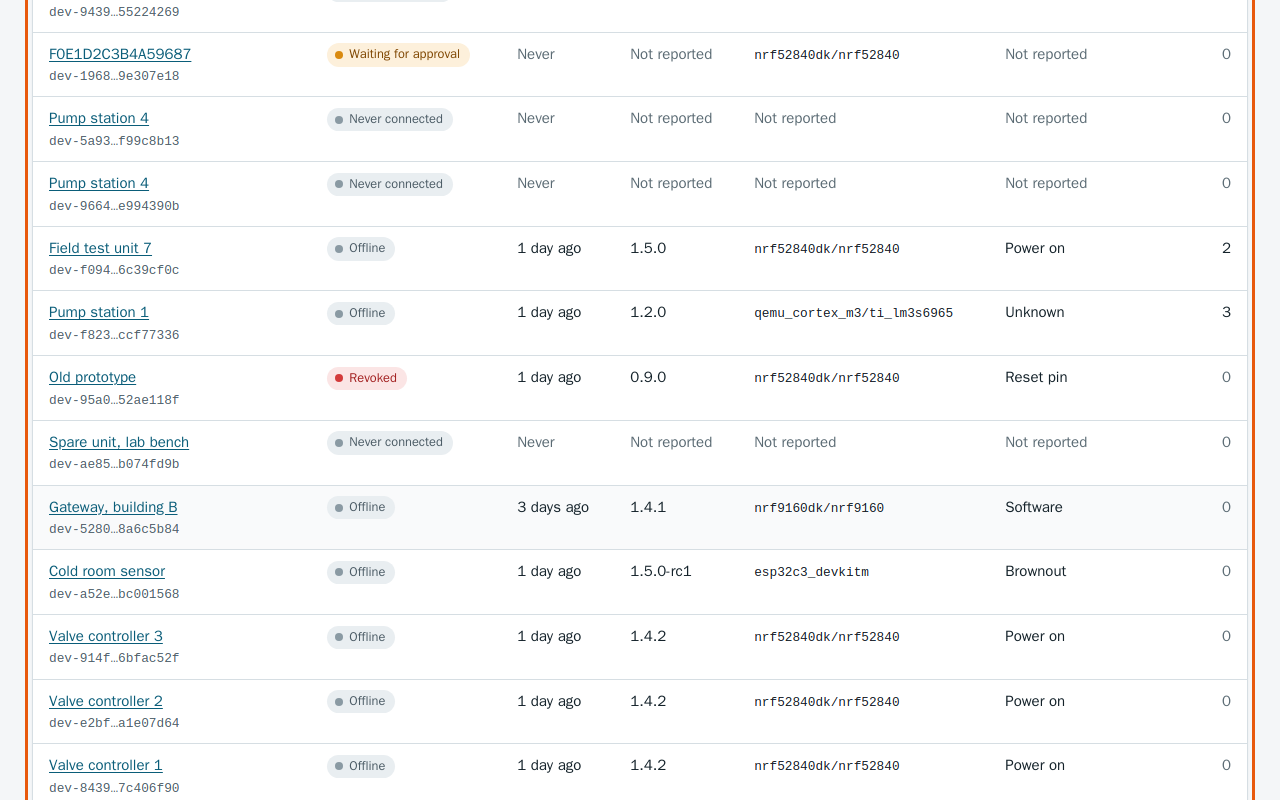 dev-9439…55224269
F0E1D2C3B4A59687 Waiting for approval Never Not reported nrf52840dk/nrf52840 Not reported 0
dev-1968…9e307e18
Pump station 4 Never connected Never Not reported Not reported Not reported 0
dev-5a93…f99c8b13
Pump station 4 Never connected Never Not reported Not reported Not reported 0
dev-9664…e994390b
Field test unit 7 Offline 1 day ago 1.5.0 nrf52840dk/nrf52840 Power on 2
dev-f094…6c39cf0c
Pump station 1 Offline 1 day ago 1.2.0 qemu_cortex_m3/ti_lm3s6965 Unknown 3
dev-f823…ccf77336
Old prototype Revoked 1 day ago 0.9.0 nrf52840dk/nrf52840 Reset pin 0
dev-95a0…52ae118f
Spare unit, lab bench Never connected Never Not reported Not reported Not reported 0
dev-ae85…b074fd9b
Gateway, building B Offline 3 days ago 1.4.1 nrf9160dk/nrf9160 Software 0
dev-5280…8a6c5b84
Cold room sensor Offline 1 day ago 1.5.0-rc1 esp32c3_devkitm Brownout 0
dev-a52e…bc001568
Valve controller 3 Offline 1 day ago 1.4.2 nrf52840dk/nrf52840 Power on 0
dev-914f…6bfac52f
Valve controller 2 Offline 1 day ago 1.4.2 nrf52840dk/nrf52840 Power on 0
dev-e2bf…a1e07d64
Valve controller 1 Offline 1 day ago 1.4.2 nrf52840dk/nrf52840 Power on 0
dev-8439…7c406f90